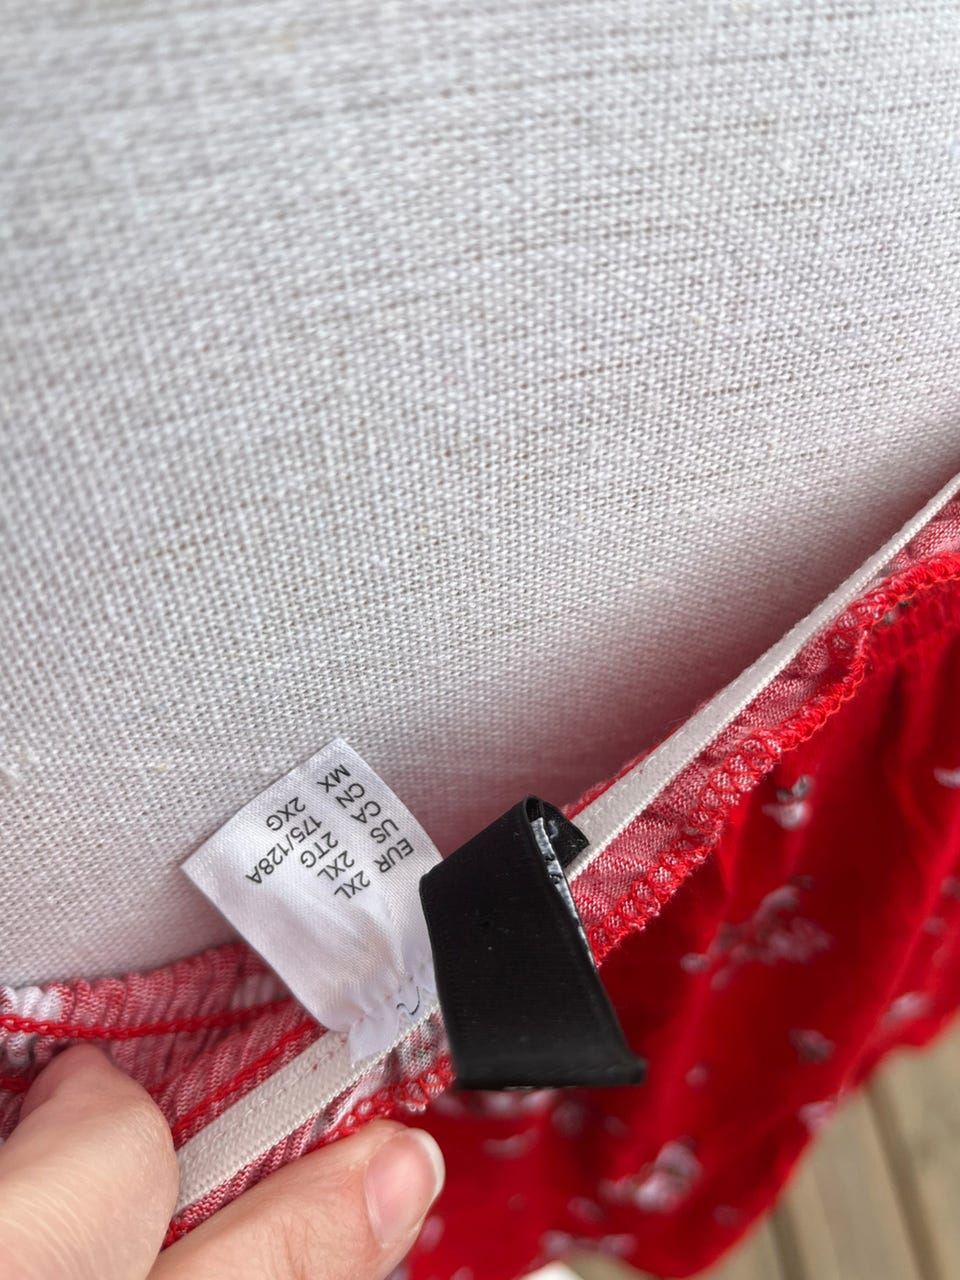 EUR 2XL
US 2XL
CA 2TG
CN 175/128A
MX 2XG